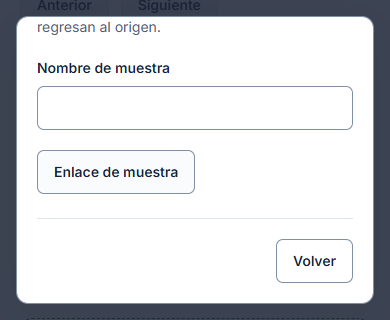 Anterior Siguiente
regresan al origen.
Nombre de muestra
Enlace de muestra
Volver